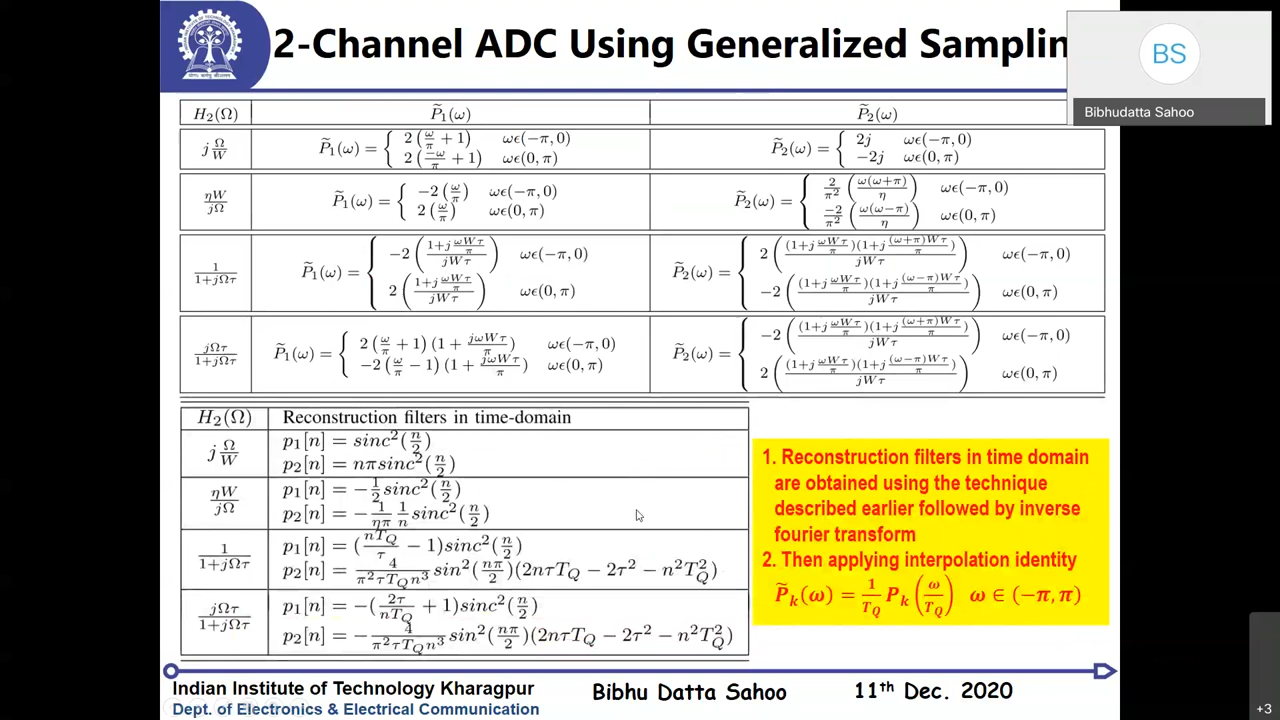 2-Channel ADC Using Generalized Samplin
BS
Bibhudatta Sahoo
H₂(Ω) P̃₁(ω) P̃₂(ω)
j Ω/W P̃₁(ω) = { 2 (ω/π + 1) ωϵ(−π, 0) P̃₂(ω) = { 2j ωϵ(−π, 0)
2 (−ω/π + 1) ωϵ(0, π) −2j ωϵ(0, π)
ηW/jΩ P̃₁(ω) = { −2 (ω/π) ωϵ(−π, 0) P̃₂(ω) = { 2/π² (ω(ω+π)/η) ωϵ(−π, 0)
2 (ω/π) ωϵ(0, π) −2/π² (ω(ω−π)/η) ωϵ(0, π)
1/(1+jΩτ) P̃₁(ω) = { −2 ((1+j ωWτ/π)/(jWτ)) ωϵ(−π, 0) P̃₂(ω) = { 2 ((1+j ωWτ/π)(1+j (ω+π)Wτ/π)/(jWτ)) ωϵ(−π, 0)
2 ((1+j ωWτ/π)/(jWτ)) ωϵ(0, π) −2 ((1+j ωWτ/π)(1+j (ω−π)Wτ/π)/(jWτ)) ωϵ(0, π)
jΩτ/(1+jΩτ) P̃₁(ω) = { 2 (ω/π + 1) (1 + jωWτ/π) ωϵ(−π, 0) P̃₂(ω) = { −2 ((1+j ωWτ/π)(1+j (ω+π)Wτ/π)/(jWτ)) ωϵ(−π, 0)
−2 (ω/π − 1) (1 + jωWτ/π) ωϵ(0, π) 2 ((1+j ωWτ/π)(1+j (ω−π)Wτ/π)/(jWτ)) ωϵ(0, π)
H₂(Ω) Reconstruction filters in time-domain
j Ω/W p₁[n] = sinc²(n/2)
p₂[n] = nπsinc²(n/2)
ηW/jΩ p₁[n] = −1/2 sinc²(n/2)
p₂[n] = −1/ηπ 1/n sinc²(n/2)
1/(1+jΩτ) p₁[n] = (nT_Q/τ − 1)sinc²(n/2)
p₂[n] = 4/(π²τT_Qn³) sin²(nπ/2)(2nτT_Q − 2τ² − n²T_Q²)
jΩτ/(1+jΩτ) p₁[n] = −(2τ/nT_Q + 1)sinc²(n/2)
p₂[n] = −4/(π²τT_Qn³) sin²(nπ/2)(2nτT_Q − 2τ² − n²T_Q²)
1. Reconstruction filters in time domain
are obtained using the technique
described earlier followed by inverse
fourier transform
2. Then applying interpolation identity
P̃ₖ(ω) = 1/T_Q Pₖ (ω/T_Q) ω ∈ (−π, π)
Indian Institute of Technology Kharagpur
Dept. of Electronics & Electrical Communication
Bibhu Datta Sahoo
11th Dec. 2020
+3